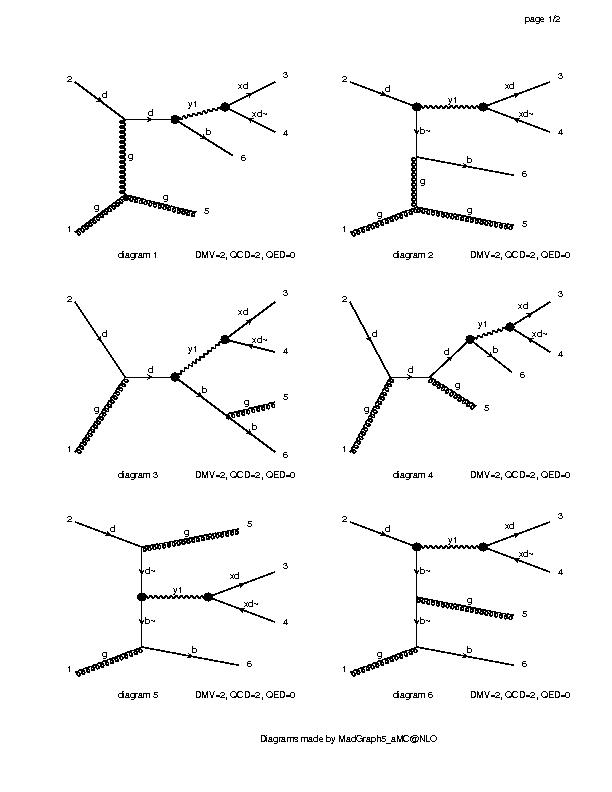 page 1/2
2
d
d
y1
xd
3
xd~
4
b
6
g
g
g
1
5
diagram 1
DMV=2, QCD=2, QED=0
2
d
y1
xd
3
xd~
4
b~
b
6
g
g
g
5
1
diagram 2
DMV=2, QCD=2, QED=0
2
d
d
y1
xd
3
xd~
4
g
b
g
5
b
6
1
diagram 3
DMV=2, QCD=2, QED=0
2
d
d
d
y1
xd
3
xd~
4
b
6
g
g
5
1
diagram 4
DMV=2, QCD=2, QED=0
2
d
g
5
d~
y1
xd
3
xd~
4
b~
g
b
6
1
diagram 5
DMV=2, QCD=2, QED=0
2
d
y1
xd
3
xd~
4
b~
g
5
b~
g
b
6
1
diagram 6
DMV=2, QCD=2, QED=0
Diagrams made by MadGraph5_aMC@NLO